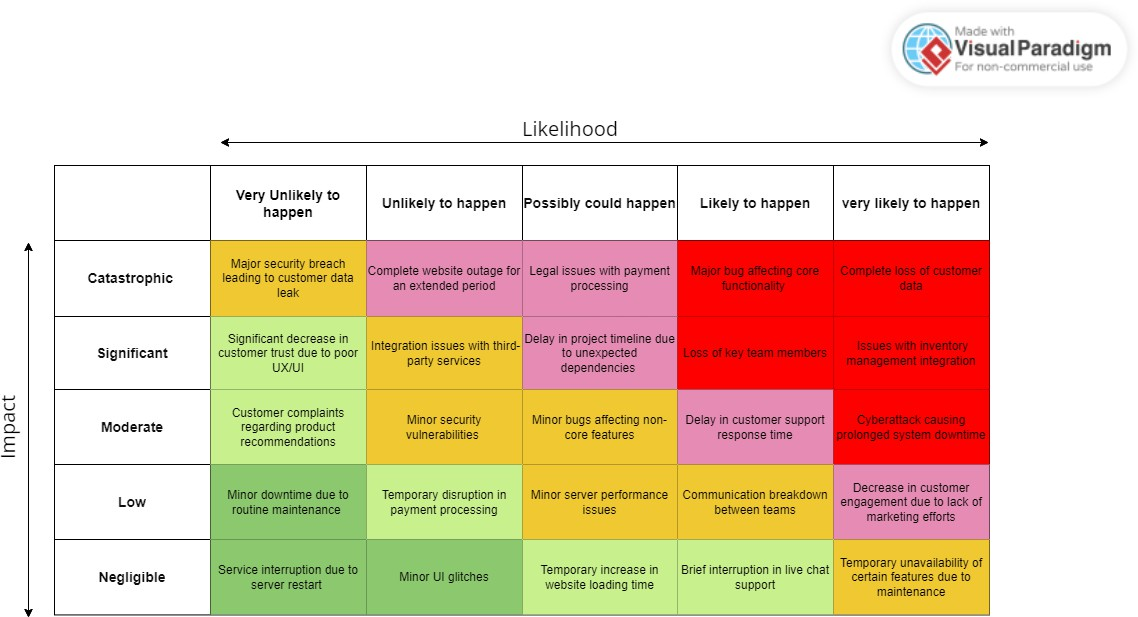 Made with
Visual Paradigm
For non-commercial use
Likelihood
Very Unlikely to
happen
Unlikely to happen
Possibly could happen
Likely to happen
very likely to happen
Impact
Catastrophic
Major security breach
leading to customer data
leak
Complete website outage for
an extended period
Legal issues with payment
processing
Major bug affecting core
functionality
Complete loss of customer
data
Significant
Significant decrease in
customer trust due to poor
UX/UI
Integration issues with third-
party services
Delay in project timeline due
to unexpected
dependencies
Loss of key team members
Issues with inventory
management integration
Moderate
Customer complaints
regarding product
recommendations
Minor security
vulnerabilities
Minor bugs affecting non-
core features
Delay in customer support
response time
Cyberattack causing
prolonged system downtime
Low
Minor downtime due to
routine maintenance
Temporary disruption in
payment processing
Minor server performance
issues
Communication breakdown
between teams
Decrease in customer
engagement due to lack of
marketing efforts
Negligible
Service interruption due to
server restart
Minor UI glitches
Temporary increase in
website loading time
Brief interruption in live chat
support
Temporary unavailability of
certain features due to
maintenance